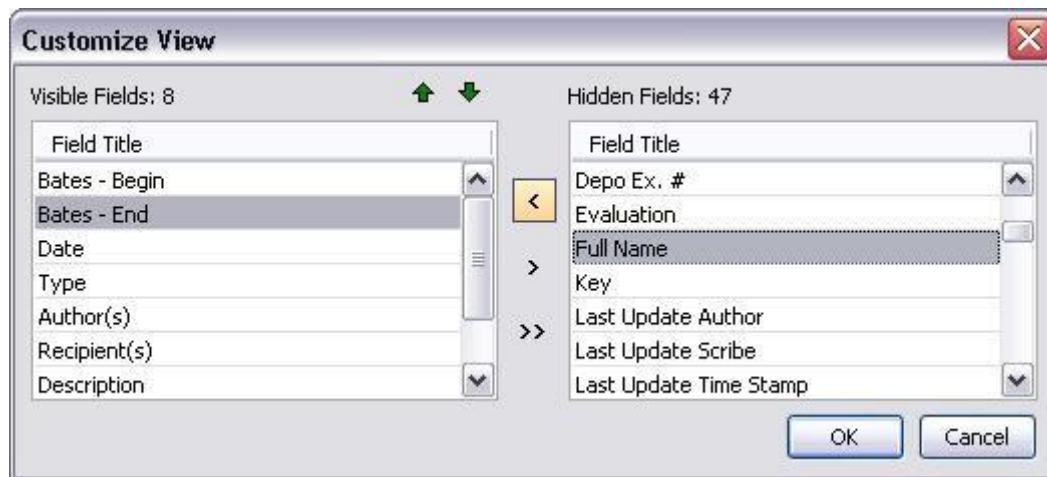 Customize View
Visible Fields: 8
Hidden Fields: 47
Field Title
Bates - Begin
Bates - End
Date
Type
Author(s)
Recipient(s)
Description
<
>
>>
Field Title
Depo Ex. #
Evaluation
Full Name
Key
Last Update Author
Last Update Scribe
Last Update Time Stamp
OK
Cancel